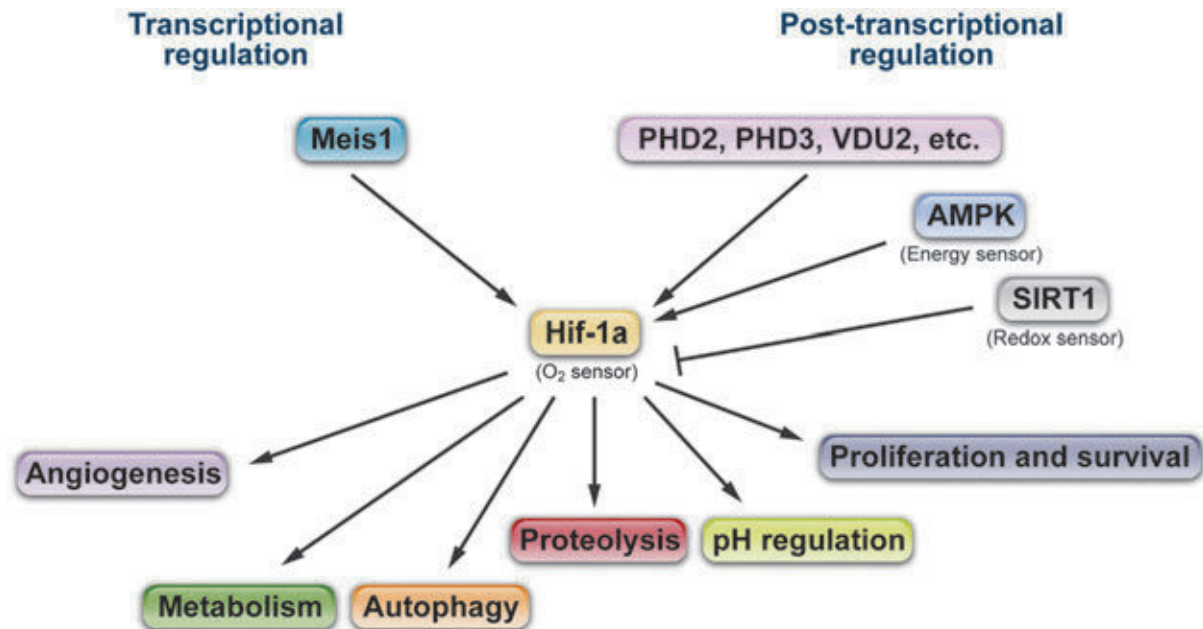 Transcriptional
regulation
Post-transcriptional
regulation
Meis1
PHD2, PHD3, VDU2, etc.
AMPK
(Energy sensor)
SIRT1
(Redox sensor)
Hif-1a
(O₂ sensor)
Angiogenesis
Proliferation and survival
Proteolysis
pH regulation
Metabolism
Autophagy